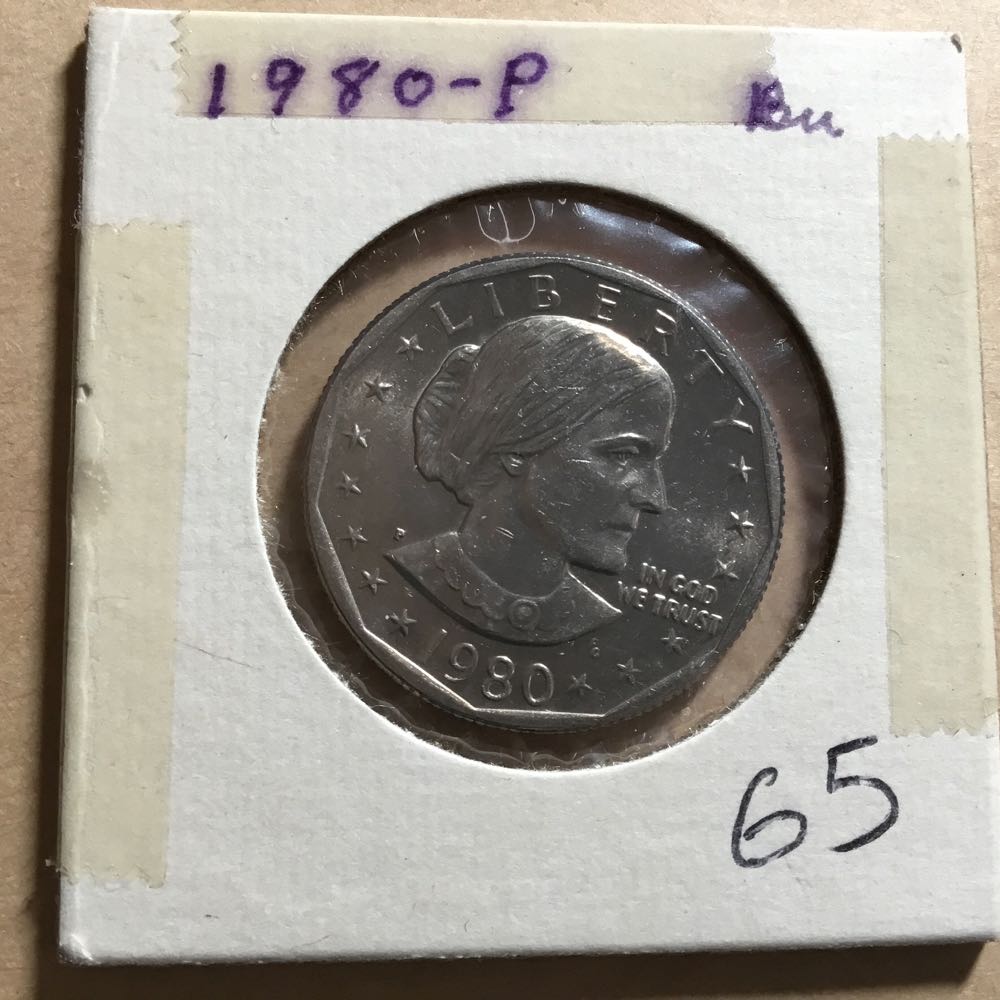 1980-P Bu
LIBERTY
P
IN GOD
WE TRUST
1980
65